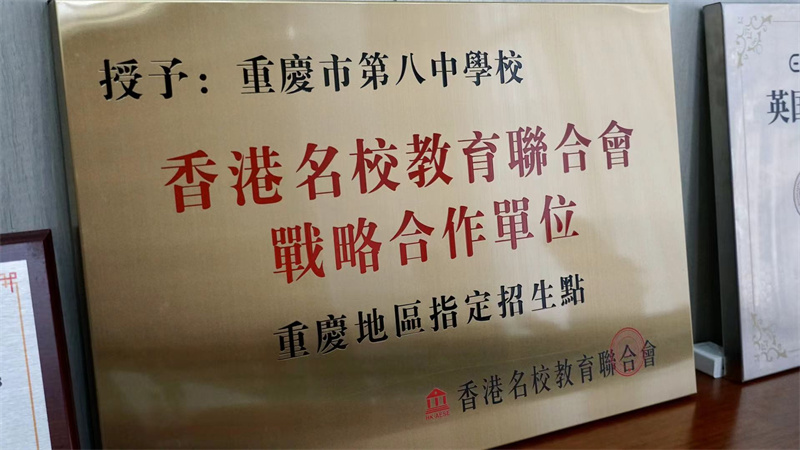 授予：重慶市第八中學校
香港名校教育聯合會
戰略合作單位
重慶地區指定招生點
香港名校教育聯合會
英国